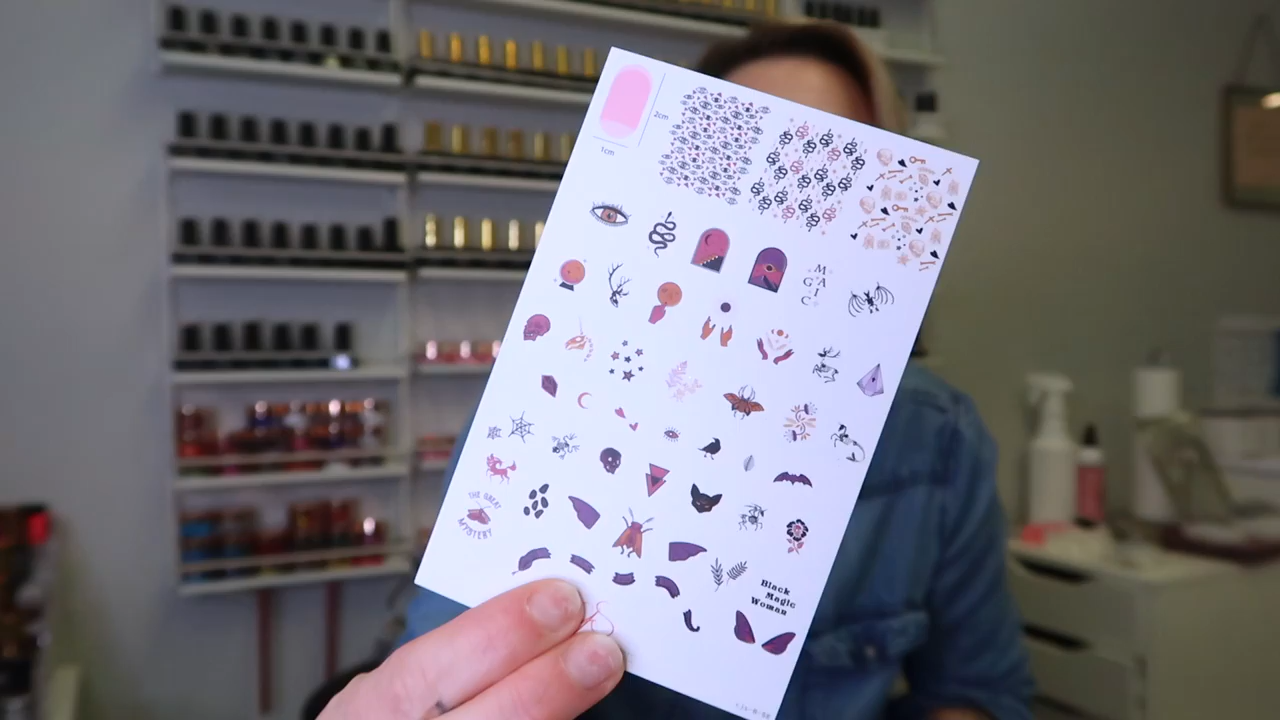 2cm
1cm
M
A
G I
C
THE GREAT
MYSTERY
Black
Magic
Woman